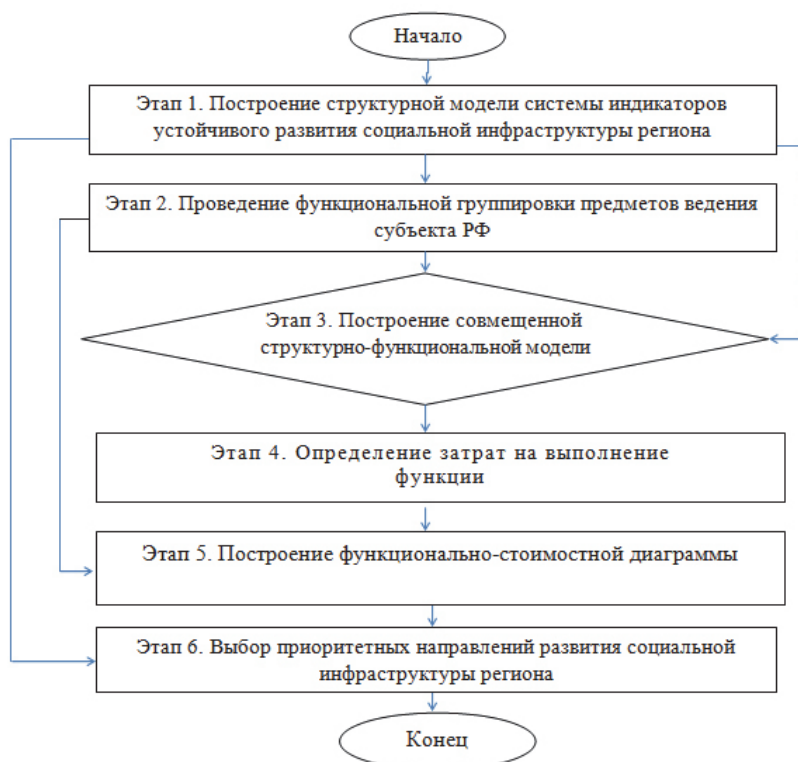 Начало
Этап 1. Построение структурной модели системы индикаторов
устойчивого развития социальной инфраструктуры региона
Этап 2. Проведение функциональной группировки предметов ведения
субъекта РФ
Этап 3. Построение совмещенной
структурно-функциональной модели
Этап 4. Определение затрат на выполнение
функции
Этап 5. Построение функционально-стоимостной диаграммы
Этап 6. Выбор приоритетных направлений развития социальной
инфраструктуры региона
Конец